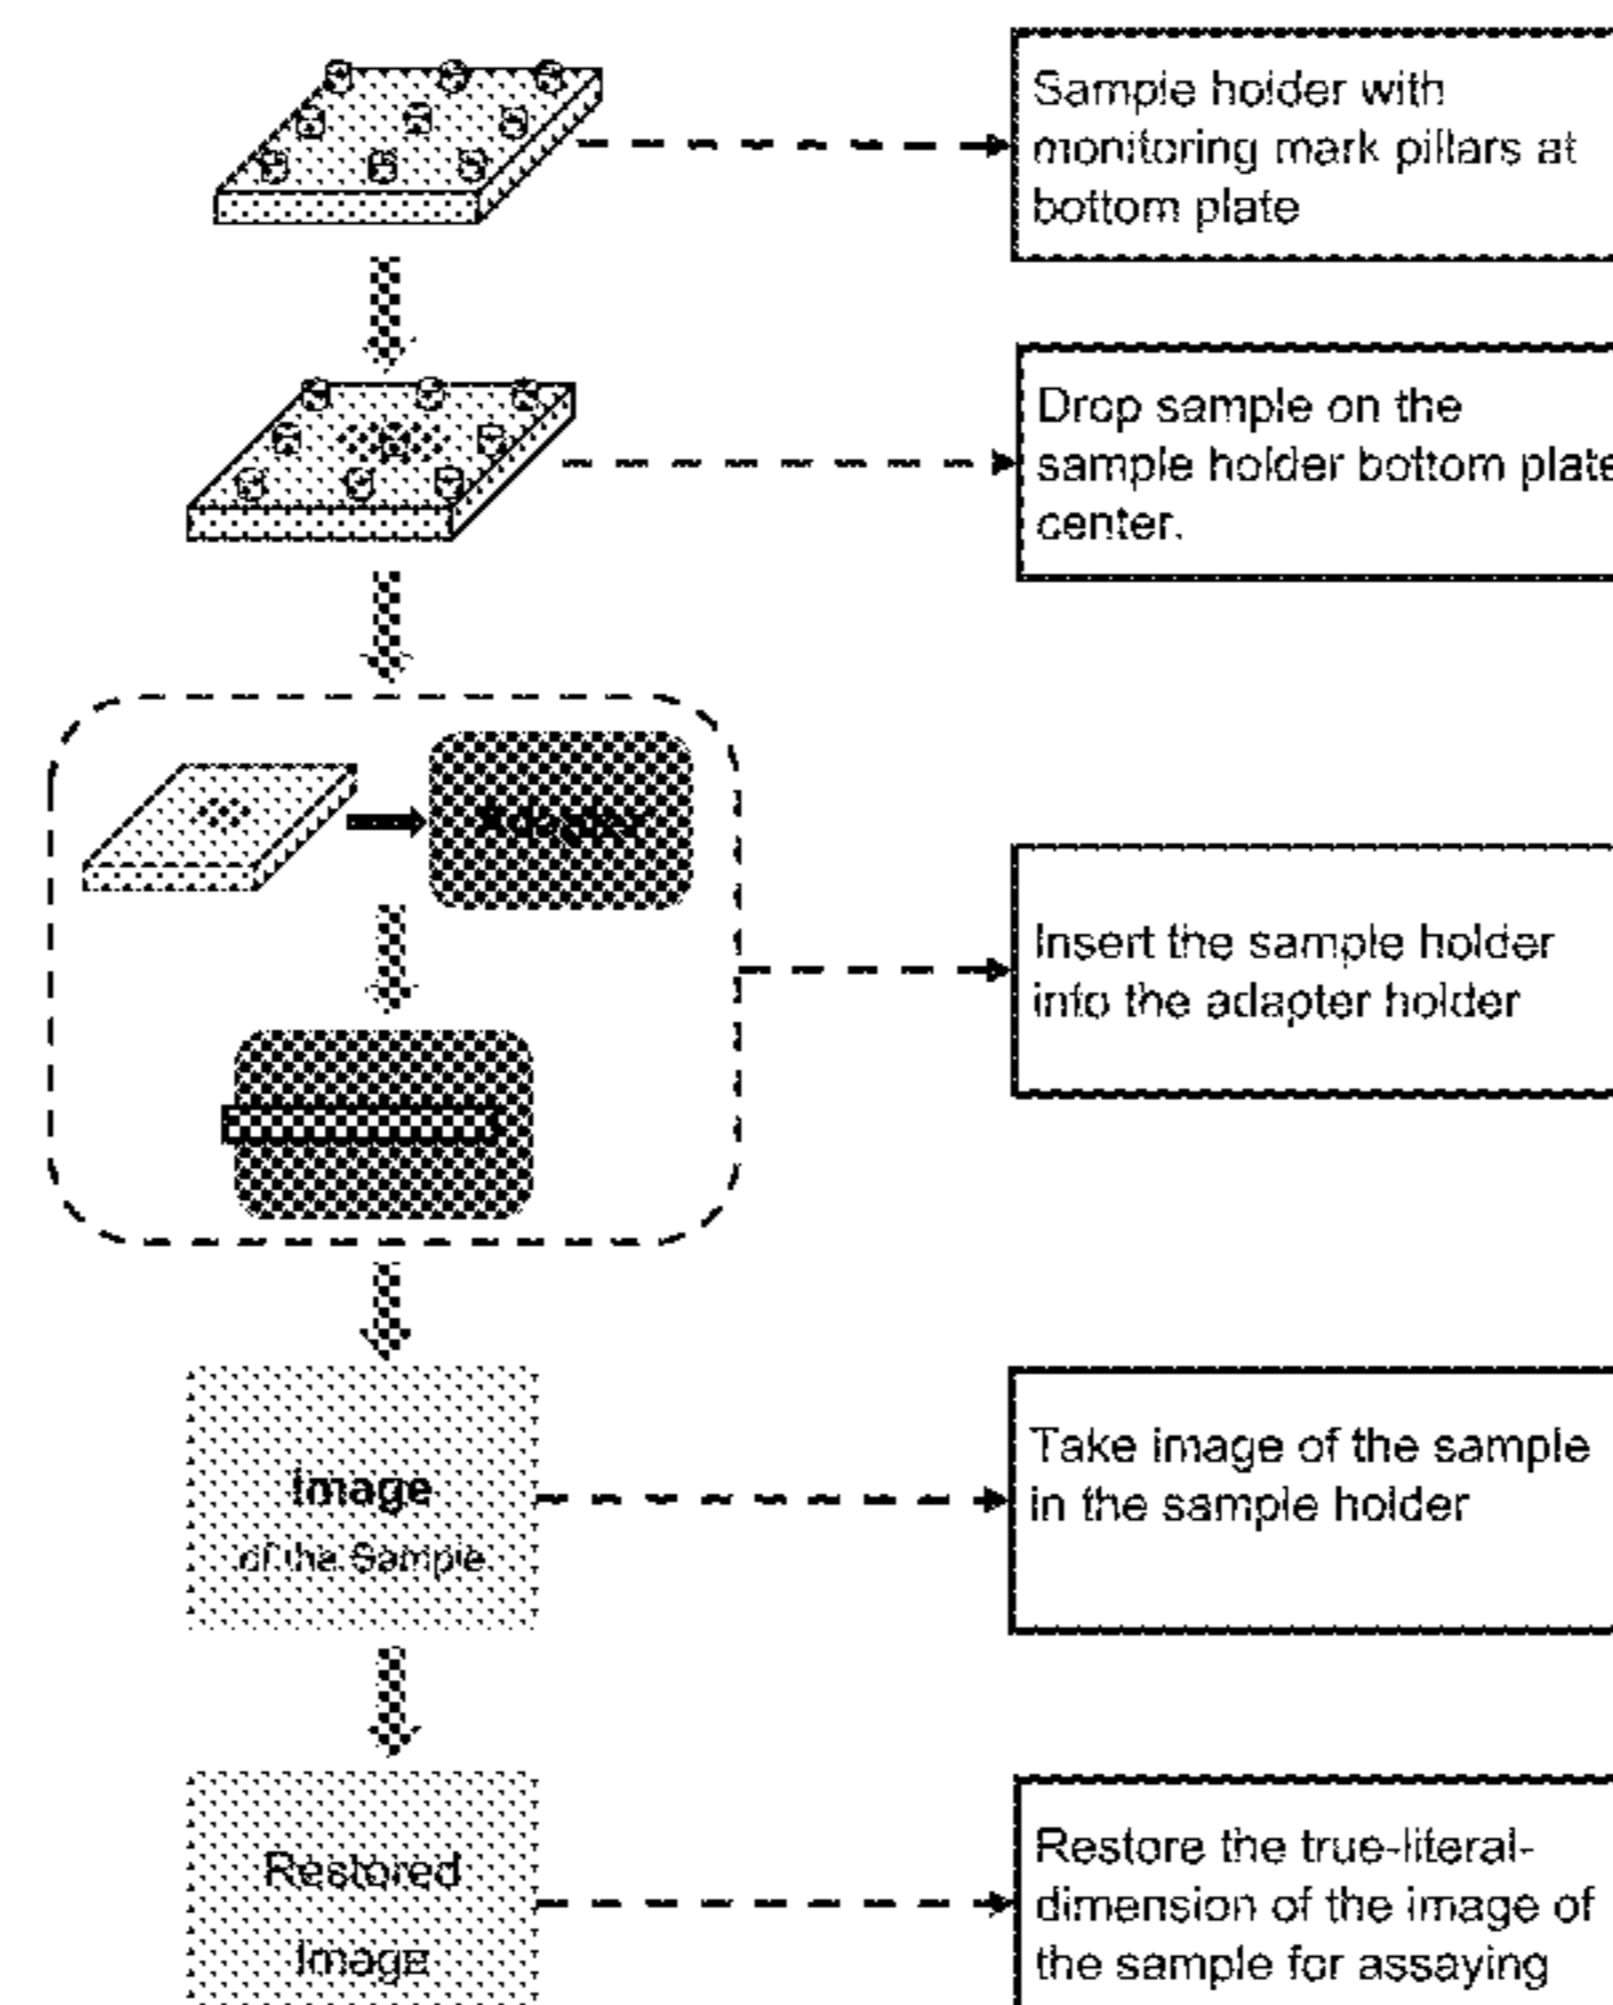 Sample holder with
monitoring mark pillars at
bottom plate
Drop sample on the
sample holder bottom plate
center.
Adapter
Insert the sample holder
into the adapter holder
Image
of the Sample
Take image of the sample
in the sample holder
Restored
Image
Restore the true-literal-
dimension of the image of
the sample for assaying